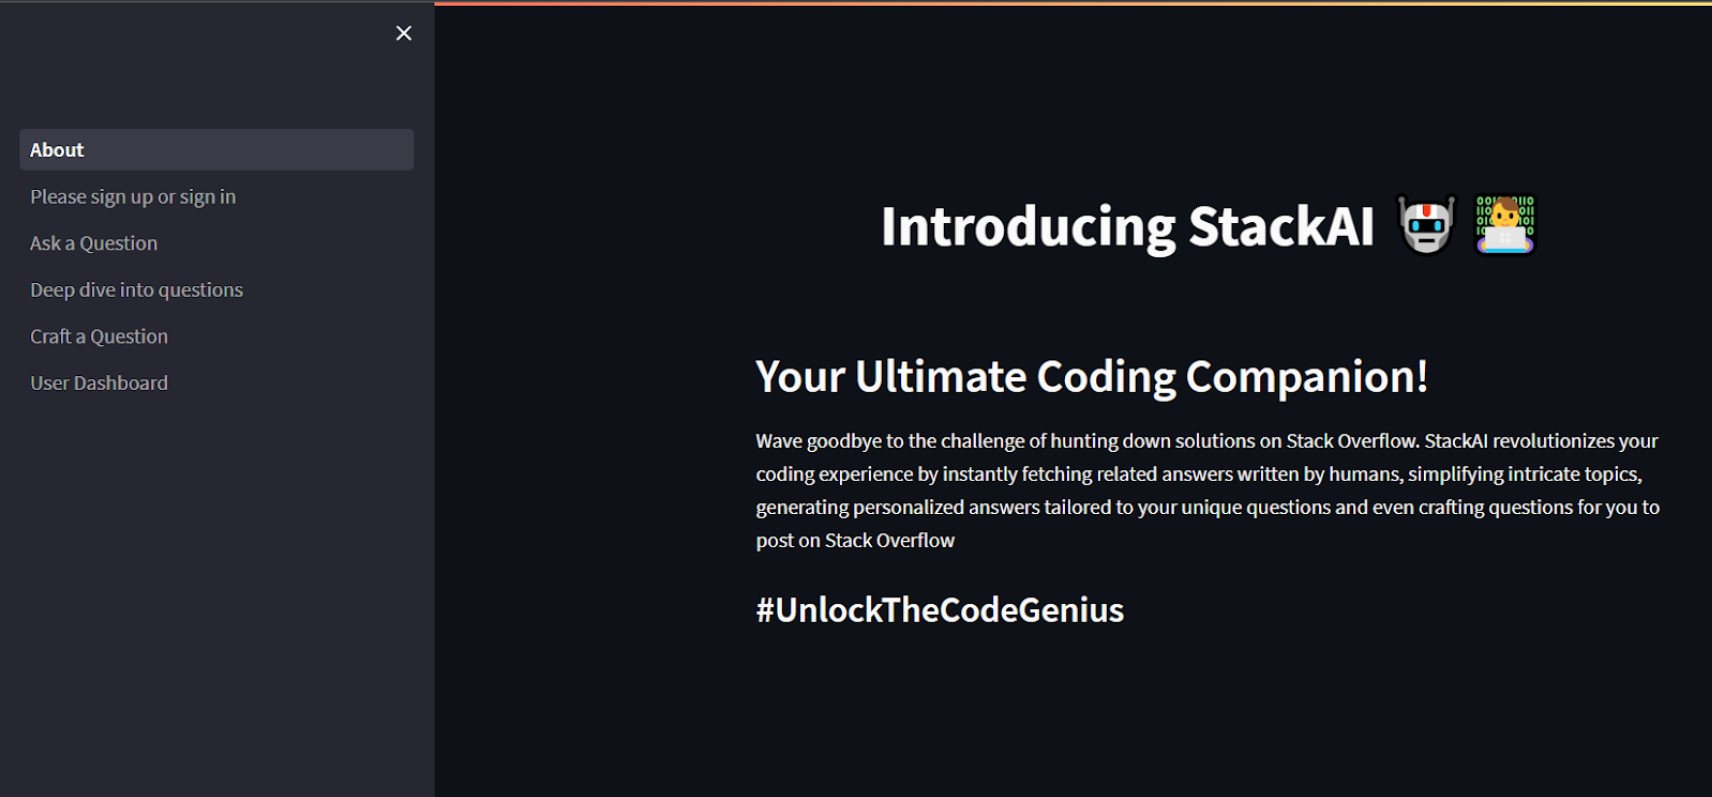 About
Please sign up or sign in
Ask a Question
Deep dive into questions
Craft a Question
User Dashboard
Introducing StackAI
Your Ultimate Coding Companion!
Wave goodbye to the challenge of hunting down solutions on Stack Overflow. StackAI revolutionizes your
coding experience by instantly fetching related answers written by humans, simplifying intricate topics,
generating personalized answers tailored to your unique questions and even crafting questions for you to
post on Stack Overflow
#UnlockTheCodeGenius